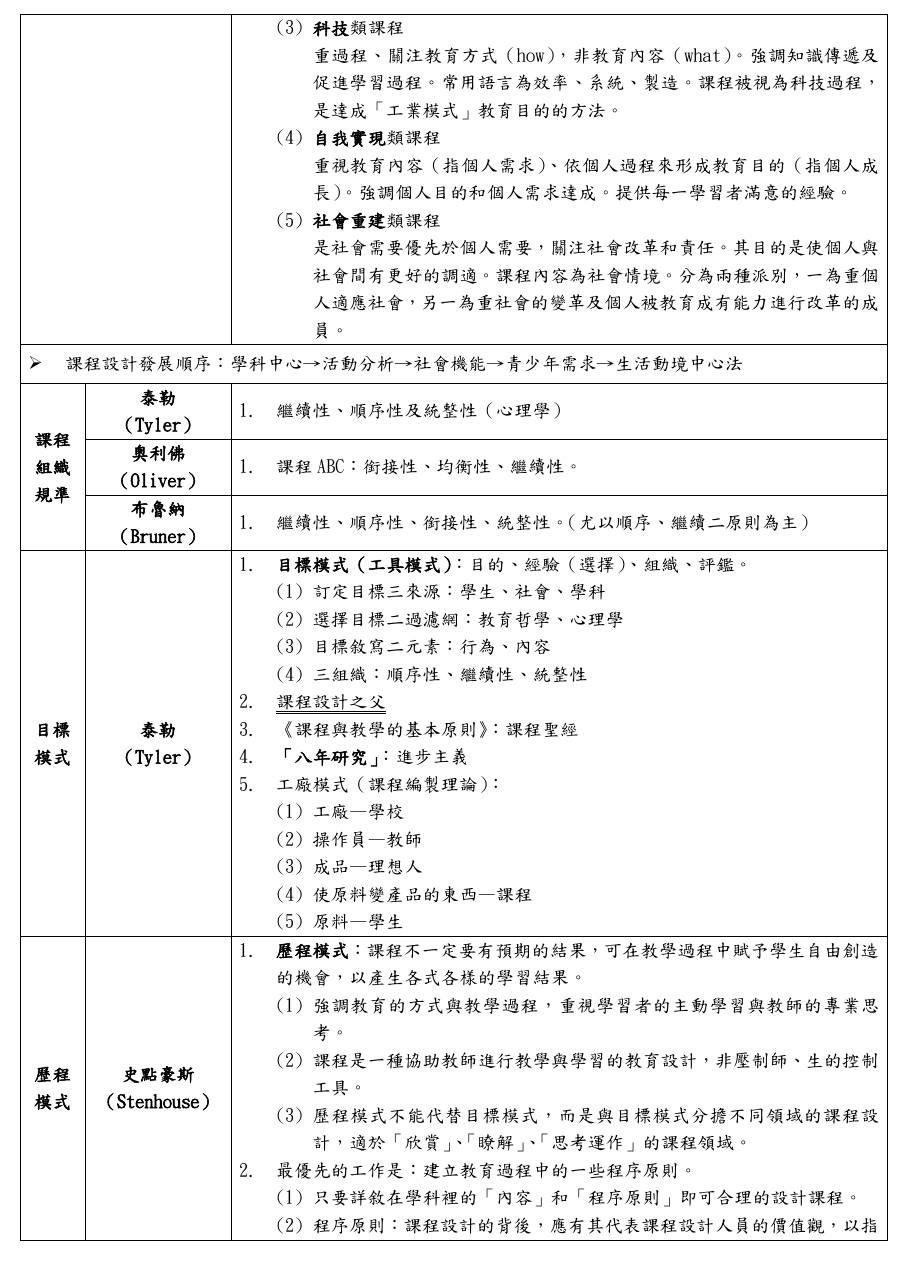 (3) 科技類課程
重過程、關注教育方式（how），非教育內容（what）。強調知識傳遞及
促進學習過程。常用語言為效率、系統、製造。課程被視為科技過程，
是達成「工業模式」教育目的的方法。
(4) 自我實現類課程
重視教育內容（指個人需求）、依個人過程來形成教育目的（指個人成
長）。強調個人目的和個人需求達成。提供每一學習者滿意的經驗。
(5) 社會重建類課程
是社會需要優先於個人需要，關注社會改革和責任。其目的是使個人與
社會間有更好的調適。課程內容為社會情境。分為兩種派別，一為重個
人適應社會，另一為重社會的變革及個人被教育成有能力進行改革的成
員。
➢ 課程設計發展順序：學科中心→活動分析→社會機能→青少年需求→生活動境中心法
課程
組織
規準
泰勒
（Tyler）
1. 繼續性、順序性及統整性（心理學）
奧利佛
（Oliver）
1. 課程 ABC：銜接性、均衡性、繼續性。
布魯納
（Bruner）
1. 繼續性、順序性、銜接性、統整性。（尤以順序、繼續二原則為主）
目標
模式
泰勒
（Tyler）
1. 目標模式（工具模式）：目的、經驗（選擇）、組織、評鑑。
(1) 訂定目標三來源：學生、社會、學科
(2) 選擇目標二過濾網：教育哲學、心理學
(3) 目標敘寫二元素：行為、內容
(4) 三組織：順序性、繼續性、統整性
2. 課程設計之父
3. 《課程與教學的基本原則》：課程聖經
4. 「八年研究」：進步主義
5. 工廠模式（課程編製理論）：
(1) 工廠—學校
(2) 操作員—教師
(3) 成品—理想人
(4) 使原料變產品的東西—課程
(5) 原料—學生
歷程
模式
史點豪斯
（Stenhouse）
1. 歷程模式：課程不一定要有預期的結果，可在教學過程中賦予學生自由創造
的機會，以產生各式各樣的學習結果。
(1) 強調教育的方式與教學過程，重視學習者的主動學習與教師的專業思
考。
(2) 課程是一種協助教師進行教學與學習的教育設計，非壓制師、生的控制
工具。
(3) 歷程模式不能代替目標模式，而是與目標模式分擔不同領域的課程設
計，適於「欣賞」、「瞭解」、「思考運作」的課程領域。
2. 最優先的工作是：建立教育過程中的一些程序原則。
(1) 只要詳敘在學科裡的「內容」和「程序原則」即可合理的設計課程。
(2) 程序原則：課程設計的背後，應有其代表課程設計人員的價值觀，以指